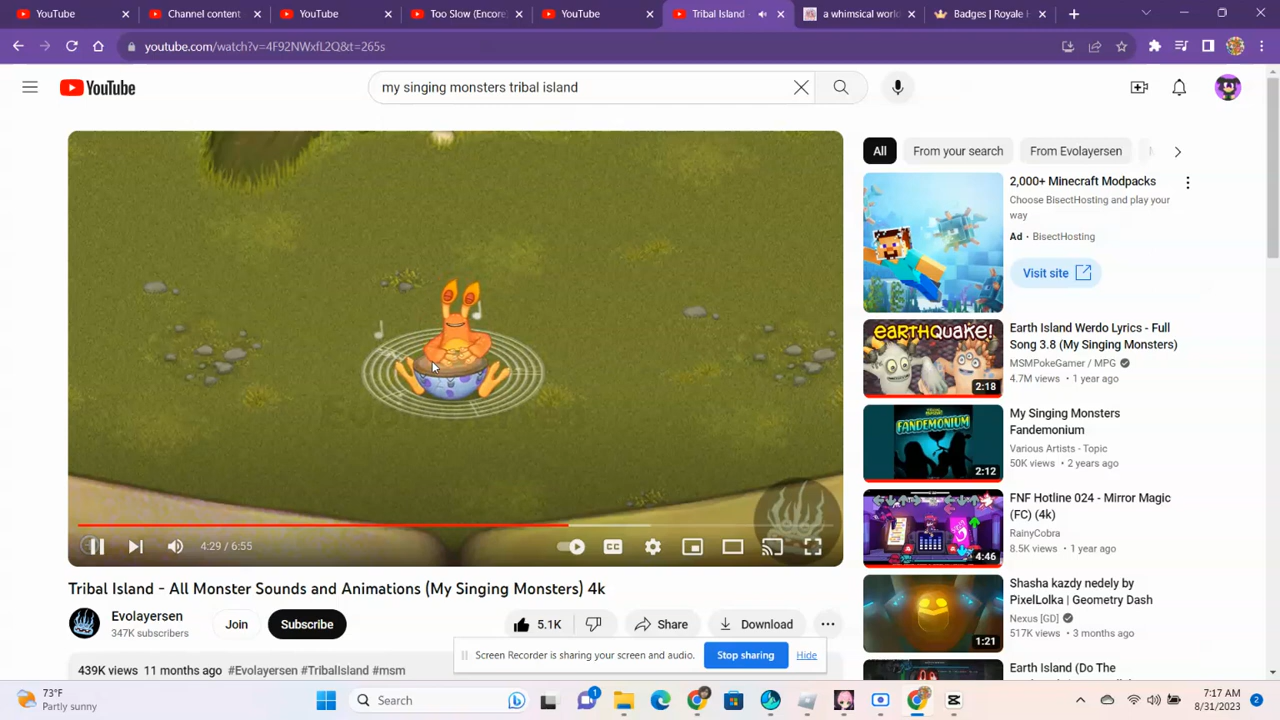 YouTube
Channel content
YouTube
Too Slow (Encore)
YouTube
Tribal Island -
a whimsical world
Badges | Royale
youtube.com/watch?v=4F92NWxfL2Q&t=265s
YouTube
my singing monsters tribal island
All
From your search
From Evolayersen
2,000+ Minecraft Modpacks
Choose BisectHosting and play your
way
Ad • BisectHosting
Visit site
EARTHQUAKE!
2:18
Earth Island Werdo Lyrics - Full
Song 3.8 (My Singing Monsters)
MSMPokeGamer / MPG
4.7M views • 1 year ago
FANDEMONIUM
2:12
My Singing Monsters
Fandemonium
Various Artists - Topic
50K views • 2 years ago
4:46
FNF Hotline 024 - Mirror Magic
(FC) (4k)
RainyCobra
8.5K views • 1 year ago
1:21
Shasha kazdy nedely by
PixelLolka | Geometry Dash
Nexus [GD]
517K views • 3 months ago
Earth Island (Do The
4:29 / 6:55
CC
Tribal Island - All Monster Sounds and Animations (My Singing Monsters) 4k
Evolayersen
347K subscribers
Join
Subscribe
5.1K
Share
Download
Screen Recorder is sharing your screen and audio.
Stop sharing
Hide
439K views 11 months ago #Evolayersen #TribalIsland #msm
73°F
Partly sunny
Search
1
7:17 AM
8/31/2023
2